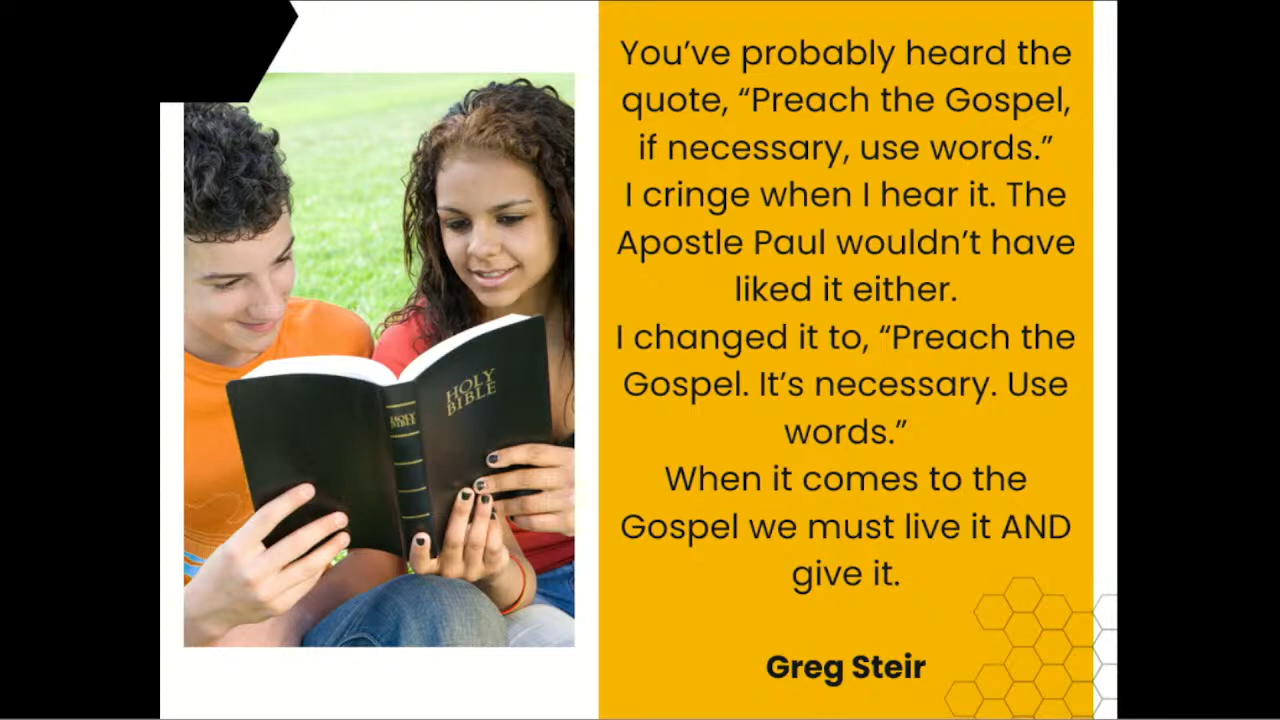 HOLY
BIBLE
HOLY
BIBLE
You’ve probably heard the
quote, “Preach the Gospel,
if necessary, use words.”
I cringe when I hear it. The
Apostle Paul wouldn’t have
liked it either.
I changed it to, “Preach the
Gospel. It’s necessary. Use
words.”
When it comes to the
Gospel we must live it AND
give it.
Greg Steir